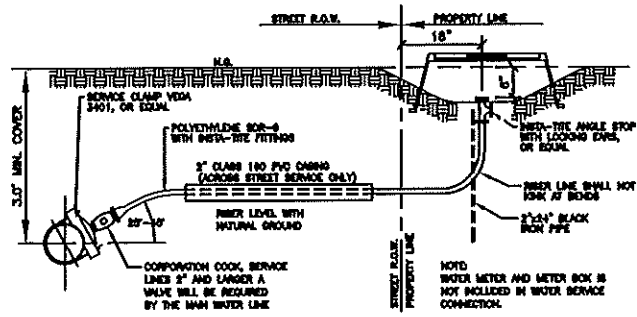 STREET R.O.W.
PROPERTY LINE
18"
N.G.
6"
SERVICE CLAMP VEGA
3401, OR EQUAL
POLYETHYLENE SDR-9
WITH INSTA-TITE FITTINGS
INSTA-TITE ANGLE STOP
WITH LOCKING EARS,
OR EQUAL
3.0" MIN. COVER
2" CLASS 160 PVC CASING
(ACROSS STREET SERVICE ONLY)
RISER LINE SHALL NOT
KINK AT BENDS
RISER LEVEL WITH
NATURAL GROUND
2"x24" BLACK
IRON PIPE
CORPORATION COCK, SERVICE
LINES 2" AND LARGER A
VALVE WILL BE REQUIRED
BY THE MAIN WATER LINE
STREET R.O.W.
PROPERTY LINE
NOTE:
WATER METER AND METER BOX IS
NOT INCLUDED IN WATER SERVICE
CONNECTION.